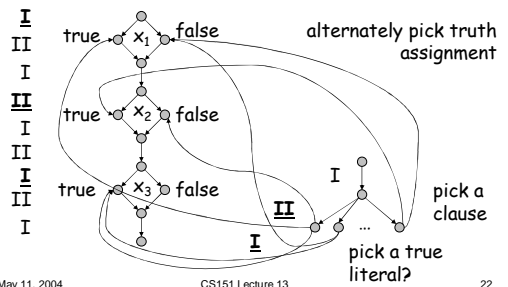 I
II
I
II
I
II
I
II
I
true
x1
false
true
x2
false
true
x3
false
alternately pick truth
assignment
I
II
I
...
pick a
clause
pick a true
literal?
May 11, 2004
CS151 Lecture 13
22